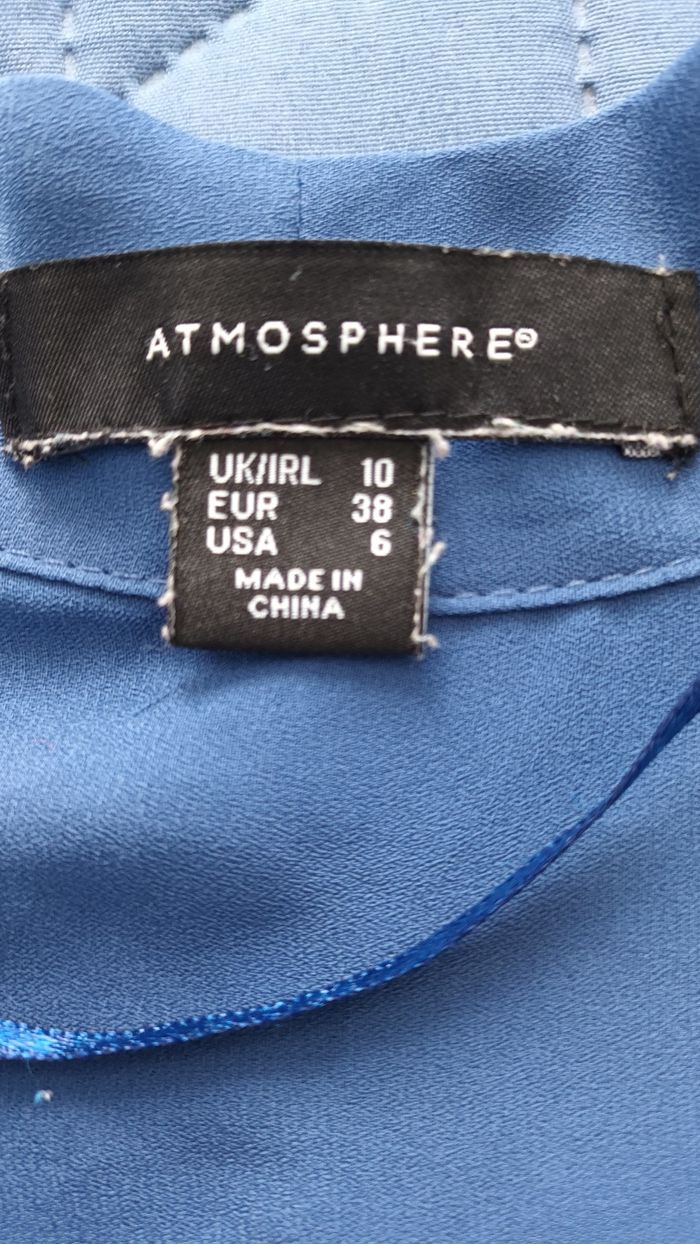 ATMOSPHERE®
UK/IRL 10
EUR 38
USA 6
MADE IN
CHINA